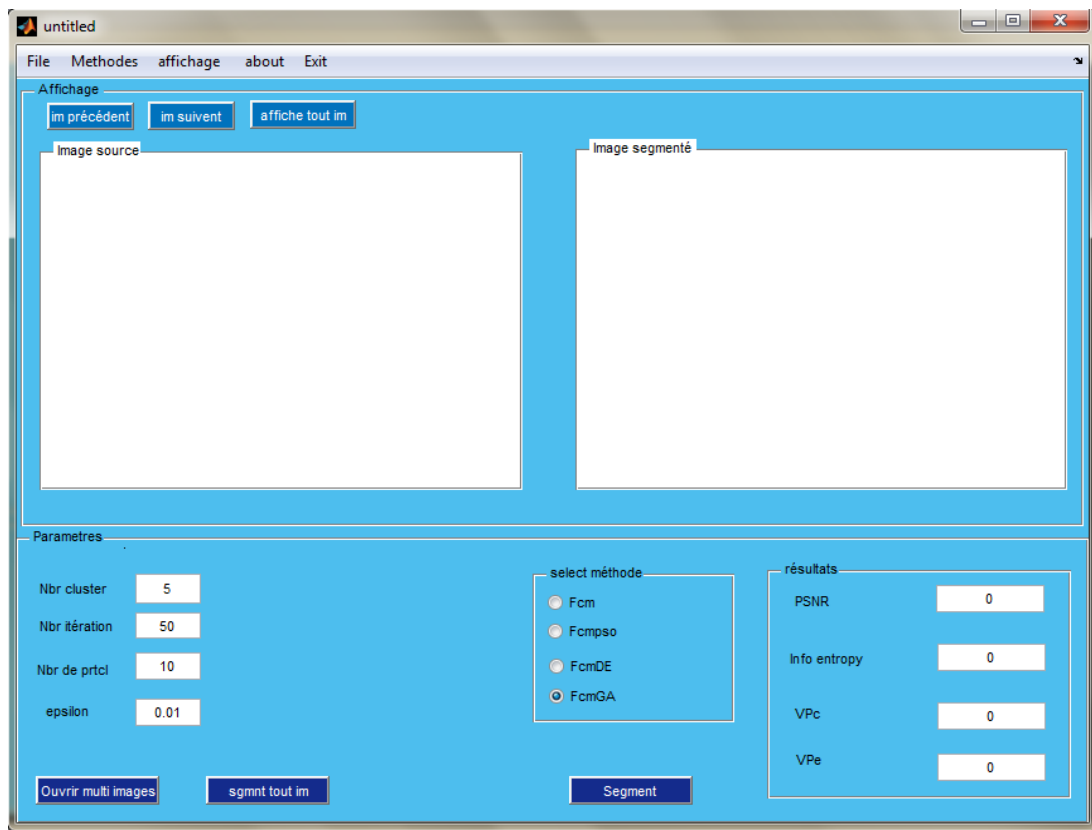 untitled
File Methodes affichage about Exit
Affichage
im précédent im suivent affiche tout im
Image source Image segmenté
Parametres
Nbr cluster 5
Nbr itération 50
Nbr de prtcl 10
epsilon 0.01
select méthode
Fcm
Fcmpso
FcmDE
FcmGA
résultats
PSNR 0
Info entropy 0
VPc 0
VPe 0
Ouvrir multi images sgmnt tout im Segment